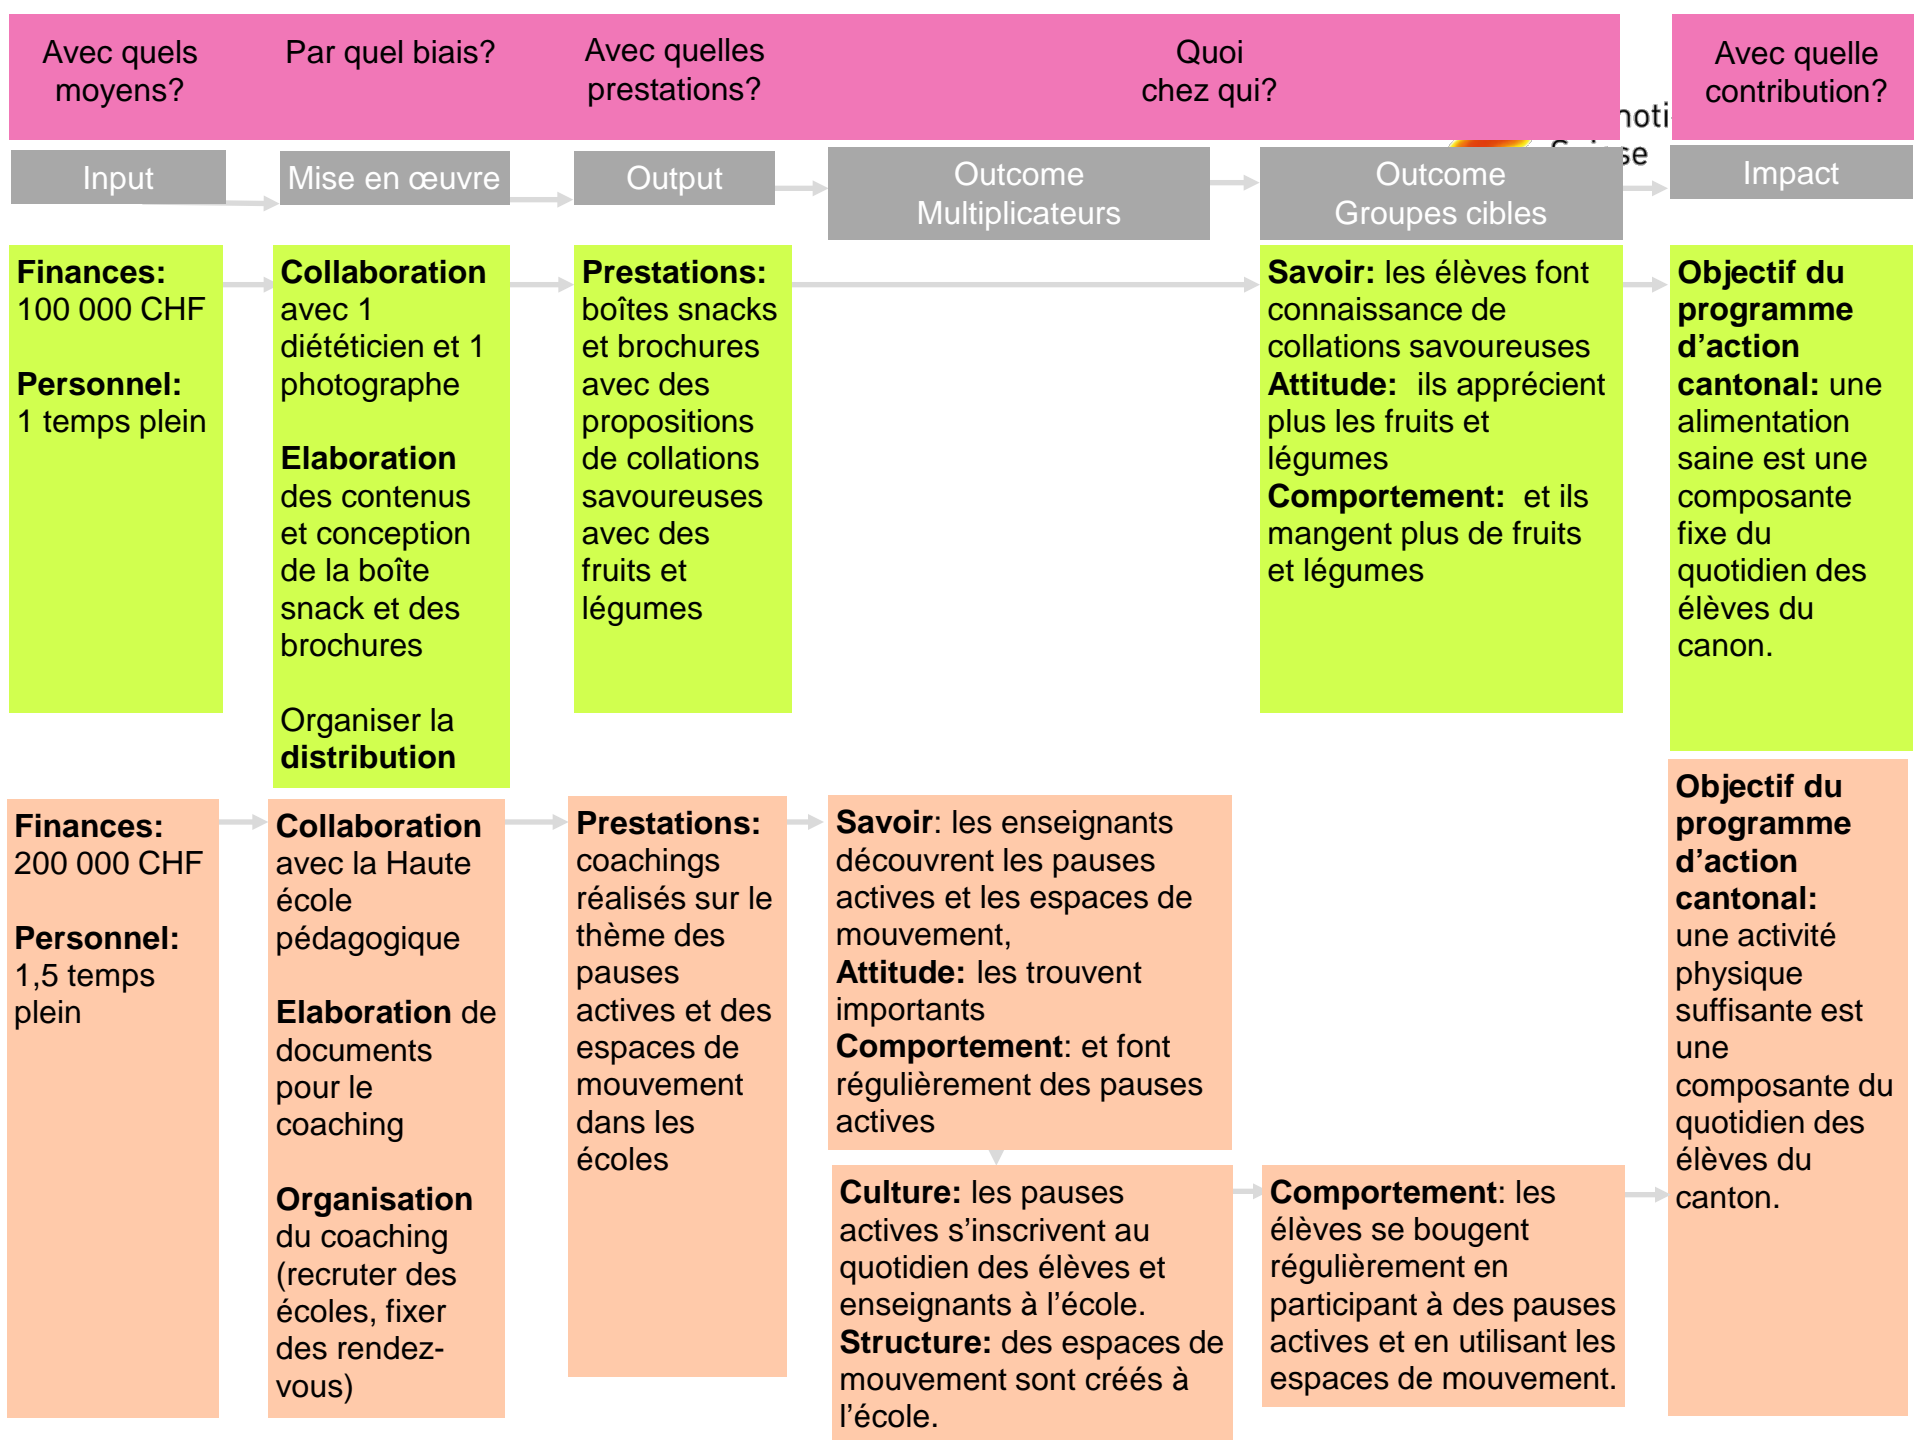 Avec quels
moyens?
Par quel biais?
Avec quelles
prestations?
Quoi
chez qui?
Avec quelle
contribution?
Input
Mise en œuvre
Output
Outcome
Multiplicateurs
Outcome
Groupes cibles
Impact
Finances:
100 000 CHF
Personnel:
1 temps plein
Collaboration
avec 1
diététicien et 1
photographe
Elaboration
des contenus
et conception
de la boîte
snack et des
brochures
Organiser la
distribution
Prestations:
boîtes snacks
et brochures
avec des
propositions
de collations
savoureuses
avec des
fruits et
légumes
Savoir: les élèves font
connaissance de
collations savoureuses
Attitude: ils apprécient
plus les fruits et
légumes
Comportement: et ils
mangent plus de fruits
et légumes
Objectif du
programme
d’action
cantonal: une
alimentation
saine est une
composante
fixe du
quotidien des
élèves du
canon.
Finances:
200 000 CHF
Personnel:
1,5 temps
plein
Collaboration
avec la Haute
école
pédagogique
Elaboration de
documents
pour le
coaching
Organisation
du coaching
(recruter des
écoles, fixer
des rendez-
vous)
Prestations:
coachings
réalisés sur le
thème des
pauses
actives et des
espaces de
mouvement
dans les
écoles
Savoir: les enseignants
découvrent les pauses
actives et les espaces de
mouvement,
Attitude: les trouvent
importants
Comportement: et font
régulièrement des pauses
actives
Culture: les pauses
actives s’inscrivent au
quotidien des élèves et
enseignants à l’école.
Structure: des espaces de
mouvement sont créés à
l’école.
Comportement: les
élèves se bougent
régulièrement en
participant à des pauses
actives et en utilisant les
espaces de mouvement.
Objectif du
programme
d’action
cantonal:
une activité
physique
suffisante est
une
composante du
quotidien des
élèves du
canton.